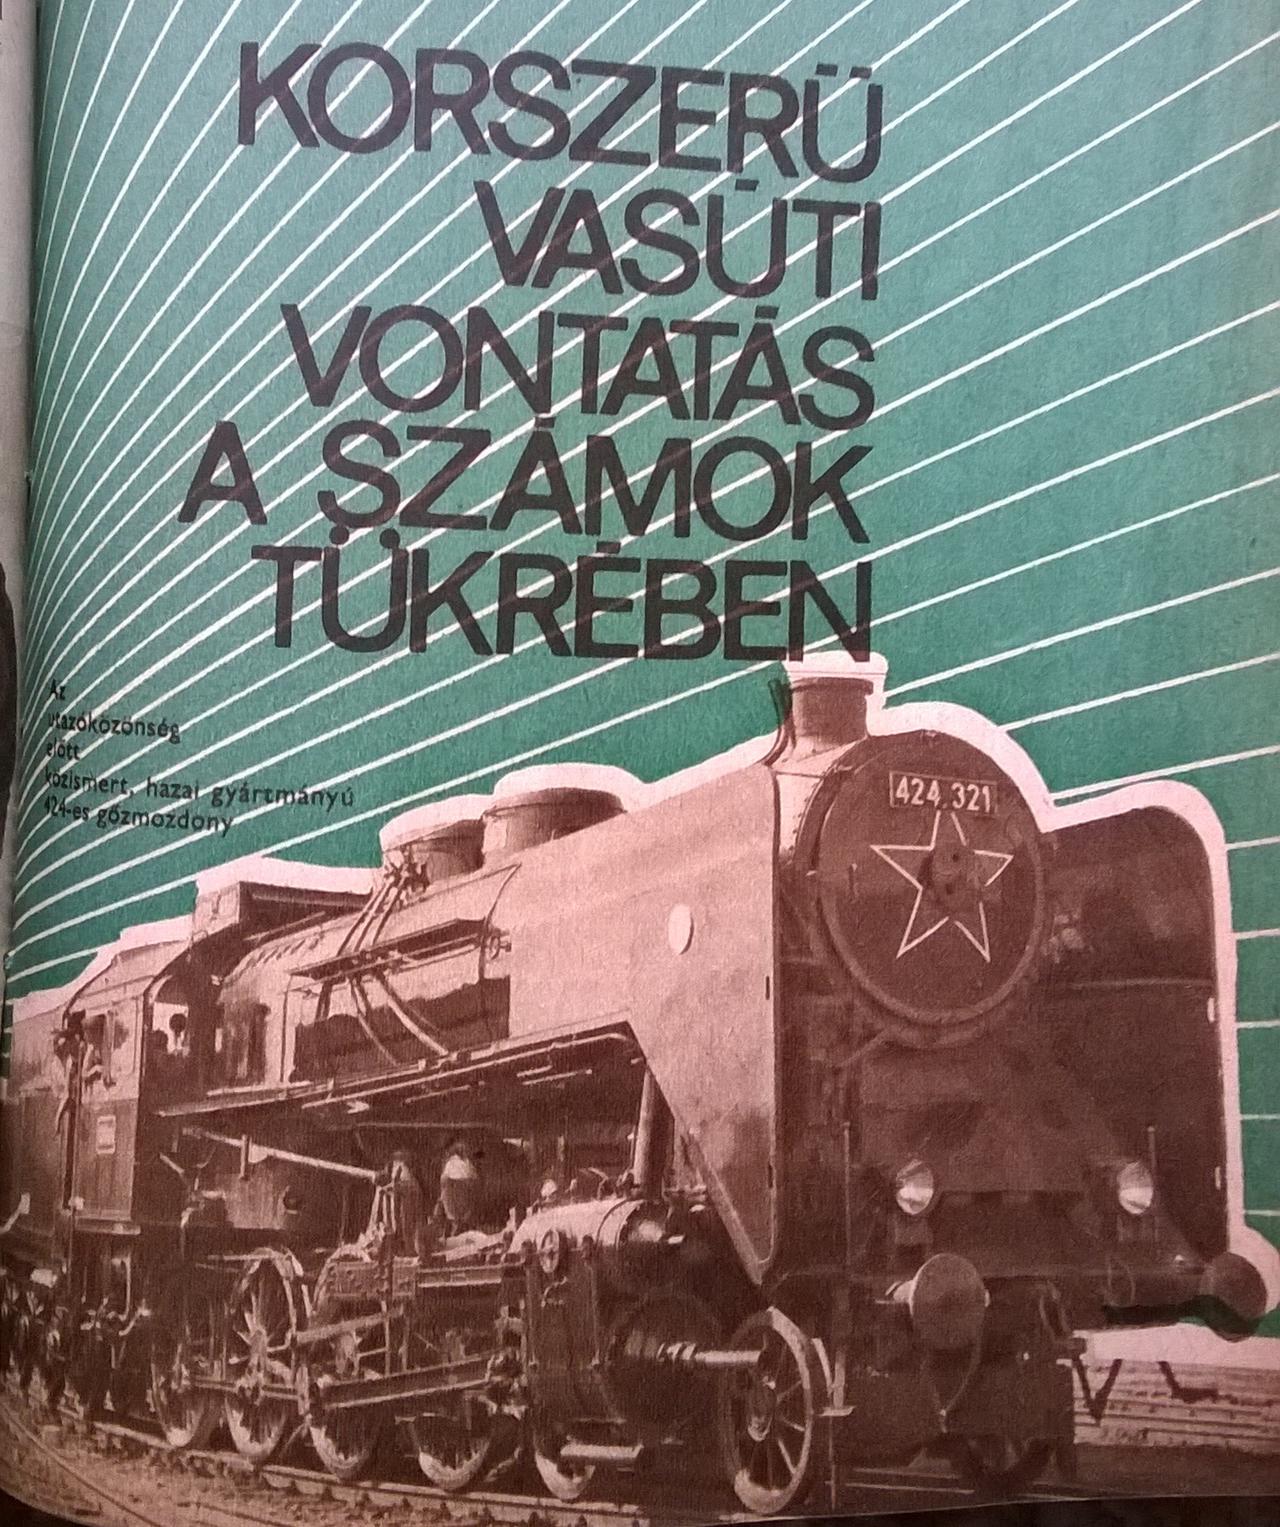 KORSZERŰ
VASÚTI
VONTATÁS
A SZÁMOK
TÜKRÉBEN
Az
utazóközönség
előtt
közismert, hazai gyártmányú
424-es gőzmozdony
424.321